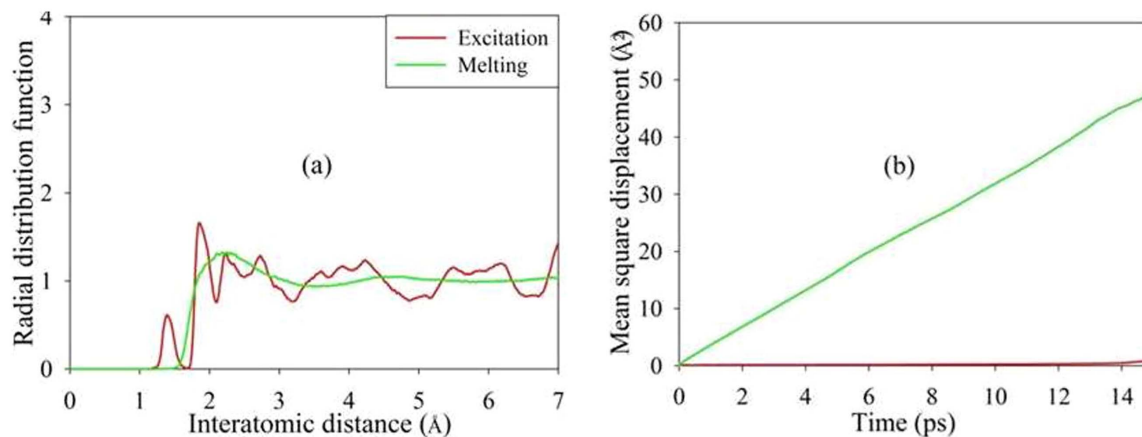 Radial distribution function
4
3
2
1
0
Excitation
Melting
(a)
0 1 2 3 4 5 6 7
Interatomic distance (Å)
Mean square displacement (Å²)
60
50
40
30
20
10
0
(b)
0 2 4 6 8 10 12 14
Time (ps)